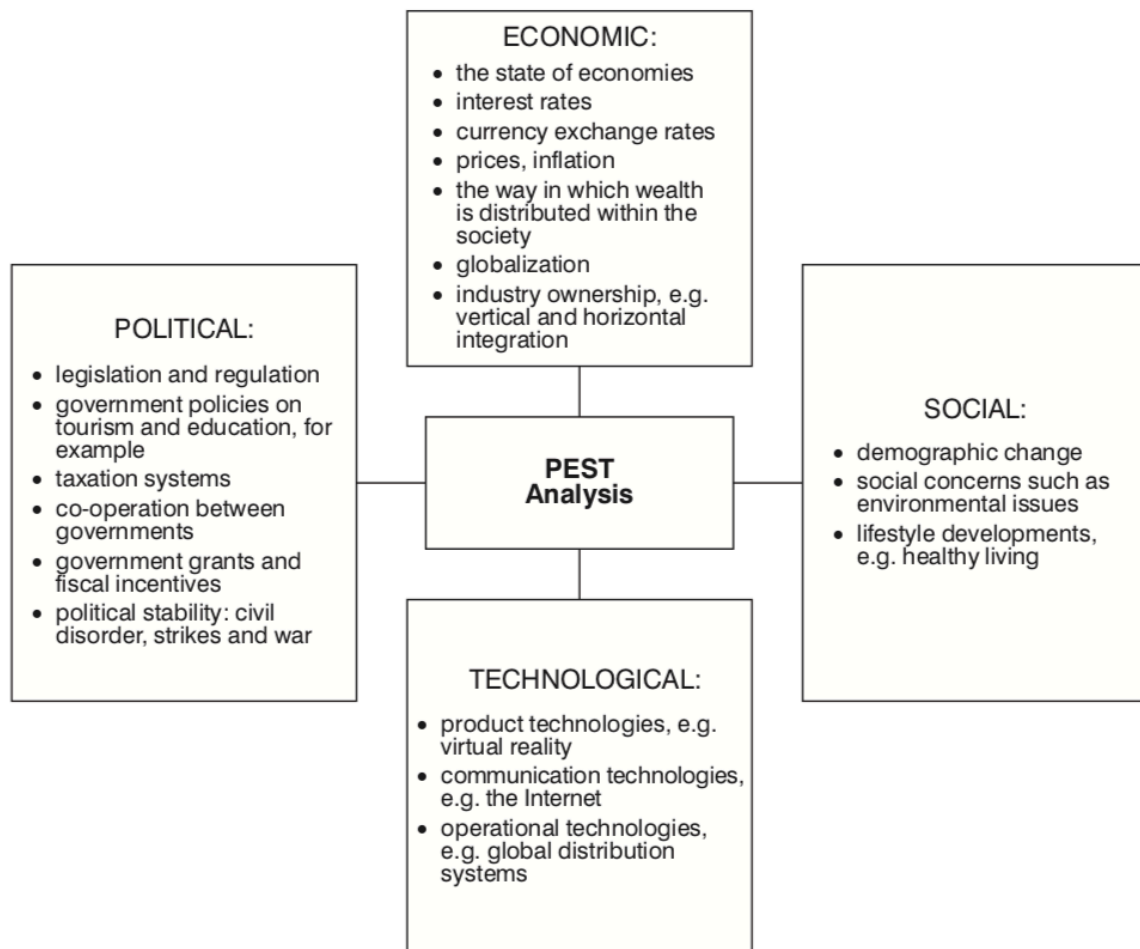 ECONOMIC:
• the state of economies
• interest rates
• currency exchange rates
• prices, inflation
• the way in which wealth
is distributed within the
society
• globalization
• industry ownership, e.g.
vertical and horizontal
integration
POLITICAL:
• legislation and regulation
• government policies on
tourism and education, for
example
• taxation systems
• co-operation between
governments
• government grants and
fiscal incentives
• political stability: civil
disorder, strikes and war
PEST
Analysis
SOCIAL:
• demographic change
• social concerns such as
environmental issues
• lifestyle developments,
e.g. healthy living
TECHNOLOGICAL:
• product technologies, e.g.
virtual reality
• communication technologies,
e.g. the Internet
• operational technologies,
e.g. global distribution
systems